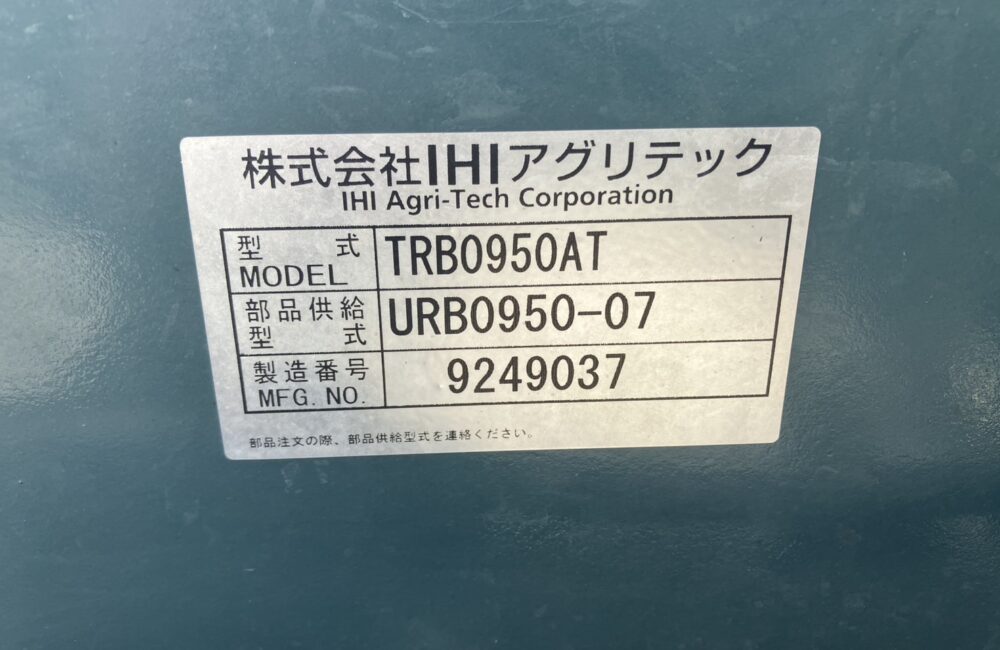 株式会社IHIアグリテック
IHI Agri-Tech Corporation
型 式 TRB0950AT
MODEL
部品供給 URB0950-07
型 式
製造番号 9249037
MFG. NO.
部品注文の際、部品供給型式を連絡ください。